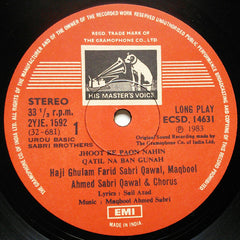 REGD. TRADE MARK OF
THE GRAMOPHONE CO. LTD.
HIS MASTER'S VOICE
STEREO
33 ⅓ r.p.m.
2YJE. 1592
(32-681)
1
URDU BASIC
SABRI BROTHERS
LONG PLAY
ECSD. 14631
℗ 1983
Original/Sound Recording made by
The Gramophone Co. of India Ltd.
JHOOT KE PAON NAHIN
QATIL NA BAN GUNAH
Haji Ghulam Farid Sabri Qawal, Maqbool
Ahmed Sabri Qawal & Chorus
Lyrics : Saif Azad
Music : Maqbool Ahmed Sabri
EMI